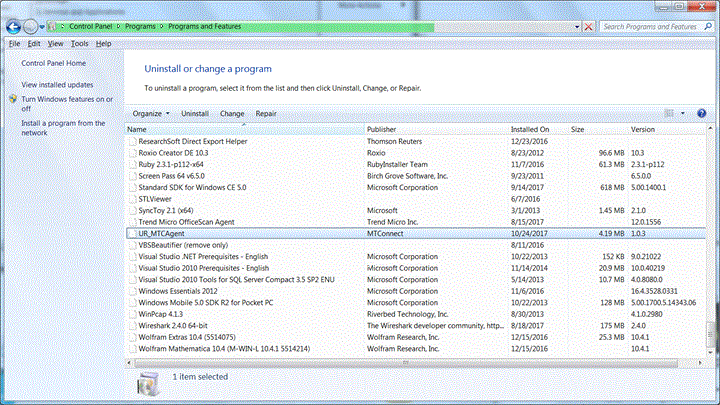 Control Panel ▸ Programs ▸ Programs and Features
Search Programs and Features
File Edit View Tools Help
Control Panel Home
View installed updates
Turn Windows features on or off
Install a program from the network
Uninstall or change a program
To uninstall a program, select it from the list and then click Uninstall, Change, or Repair.
Organize Uninstall Change Repair
Name Publisher Installed On Size Version
ResearchSoft Direct Export Helper Thomson Reuters 12/23/2016
Roxio Creator DE 10.3 Roxio 8/23/2012 96.6 MB 10.3
Ruby 2.3.1-p112-x64 RubyInstaller Team 11/7/2016 61.3 MB 2.3.1-p112
Screen Pass 64 v6.5.0 Birch Grove Software, Inc. 9/23/2011 6.5.0.0
Standard SDK for Windows CE 5.0 Microsoft Corporation 9/14/2017 618 MB 5.00.1400.1
STLViewer 6/7/2016
SyncToy 2.1 (x64) Microsoft 3/1/2013 1.45 MB 2.1.0
Trend Micro OfficeScan Agent Trend Micro Inc. 8/15/2017 12.0.1556
UR_MTCAgent MTConnect 10/24/2017 4.19 MB 1.0.3
VBSBeautifier (remove only) 8/11/2016
Visual Studio .NET Prerequisites - English Microsoft Corporation 10/22/2013 152 KB 9.0.21022
Visual Studio 2010 Prerequisites - English Microsoft Corporation 11/14/2014 20.9 MB 10.0.40219
Visual Studio 2010 Tools for SQL Server Compact 3.5 SP2 ENU Microsoft Corporation 5/14/2013 10.7 MB 4.0.8080.0
Windows Essentials 2012 Microsoft Corporation 11/6/2016 16.4.3528.0331
Windows Mobile 5.0 SDK R2 for Pocket PC Microsoft Corporation 10/22/2013 128 MB 5.00.1700.5.14343.06
WinPcap 4.1.3 Riverbed Technology, Inc. 8/30/2013 4.1.0.2980
Wireshark 2.4.0 64-bit The Wireshark developer community, http... 8/18/2017 175 MB 2.4.0
Wolfram Extras 10.4 (5514075) Wolfram Research, Inc. 12/15/2016 25.3 MB 10.4.1
Wolfram Mathematica 10.4 (M-WIN-L 10.4.1 5514214) Wolfram Research, Inc. 12/15/2016 10.4.1
1 item selected